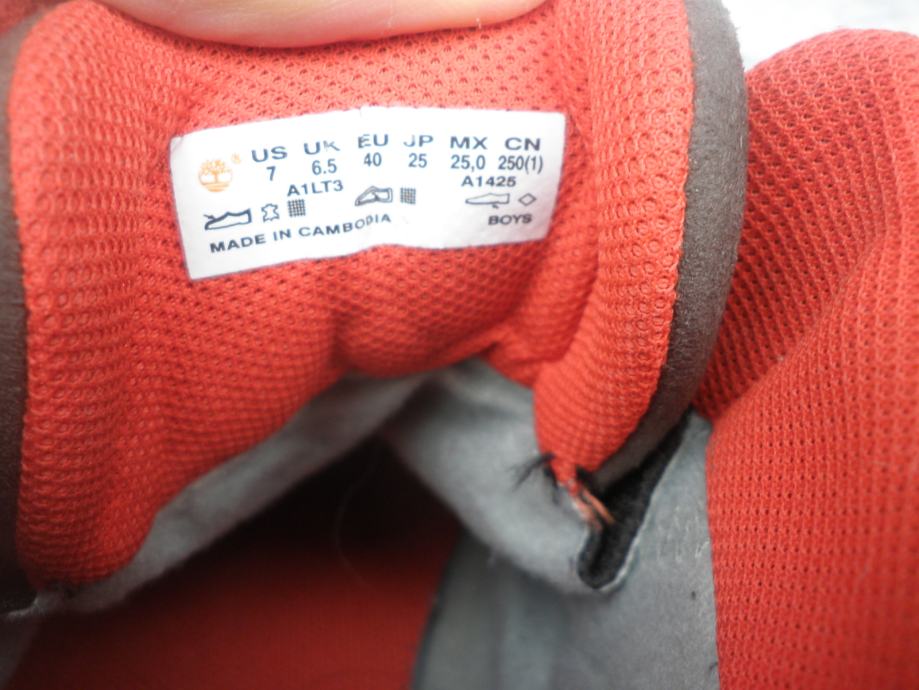 ® US UK EU JP MX CN
7 6.5 40 25 25,0 250(1)
A1LT3 A1425
BOYS
MADE IN CAMBODIA